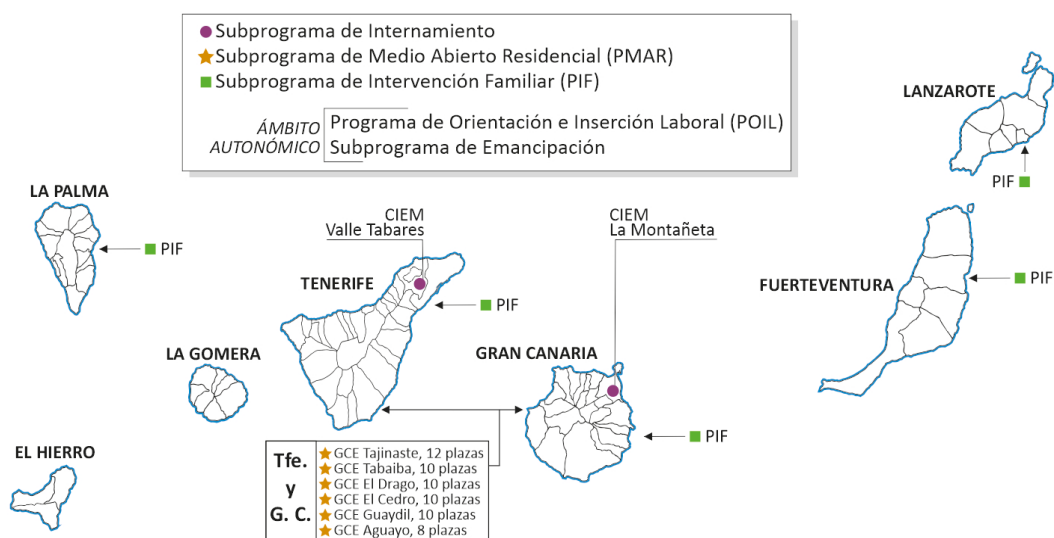 Subprograma de Internamiento
Subprograma de Medio Abierto Residencial (PMAR)
Subprograma de Intervención Familiar (PIF)
ÁMBITO
AUTONÓMICO
Programa de Orientación e Inserción Laboral (POIL)
Subprograma de Emancipación
LANZAROTE
PIF
LA PALMA
PIF
CIEM
Valle Tabares
CIEM
La Montañeta
TENERIFE
PIF
FUERTEVENTURA
PIF
LA GOMERA
GRAN CANARIA
PIF
EL HIERRO
Tfe.
y
G. C.
GCE Tajinaste, 12 plazas
GCE Tabaiba, 10 plazas
GCE El Drago, 10 plazas
GCE El Cedro, 10 plazas
GCE Guaydil, 10 plazas
GCE Aguayo, 8 plazas